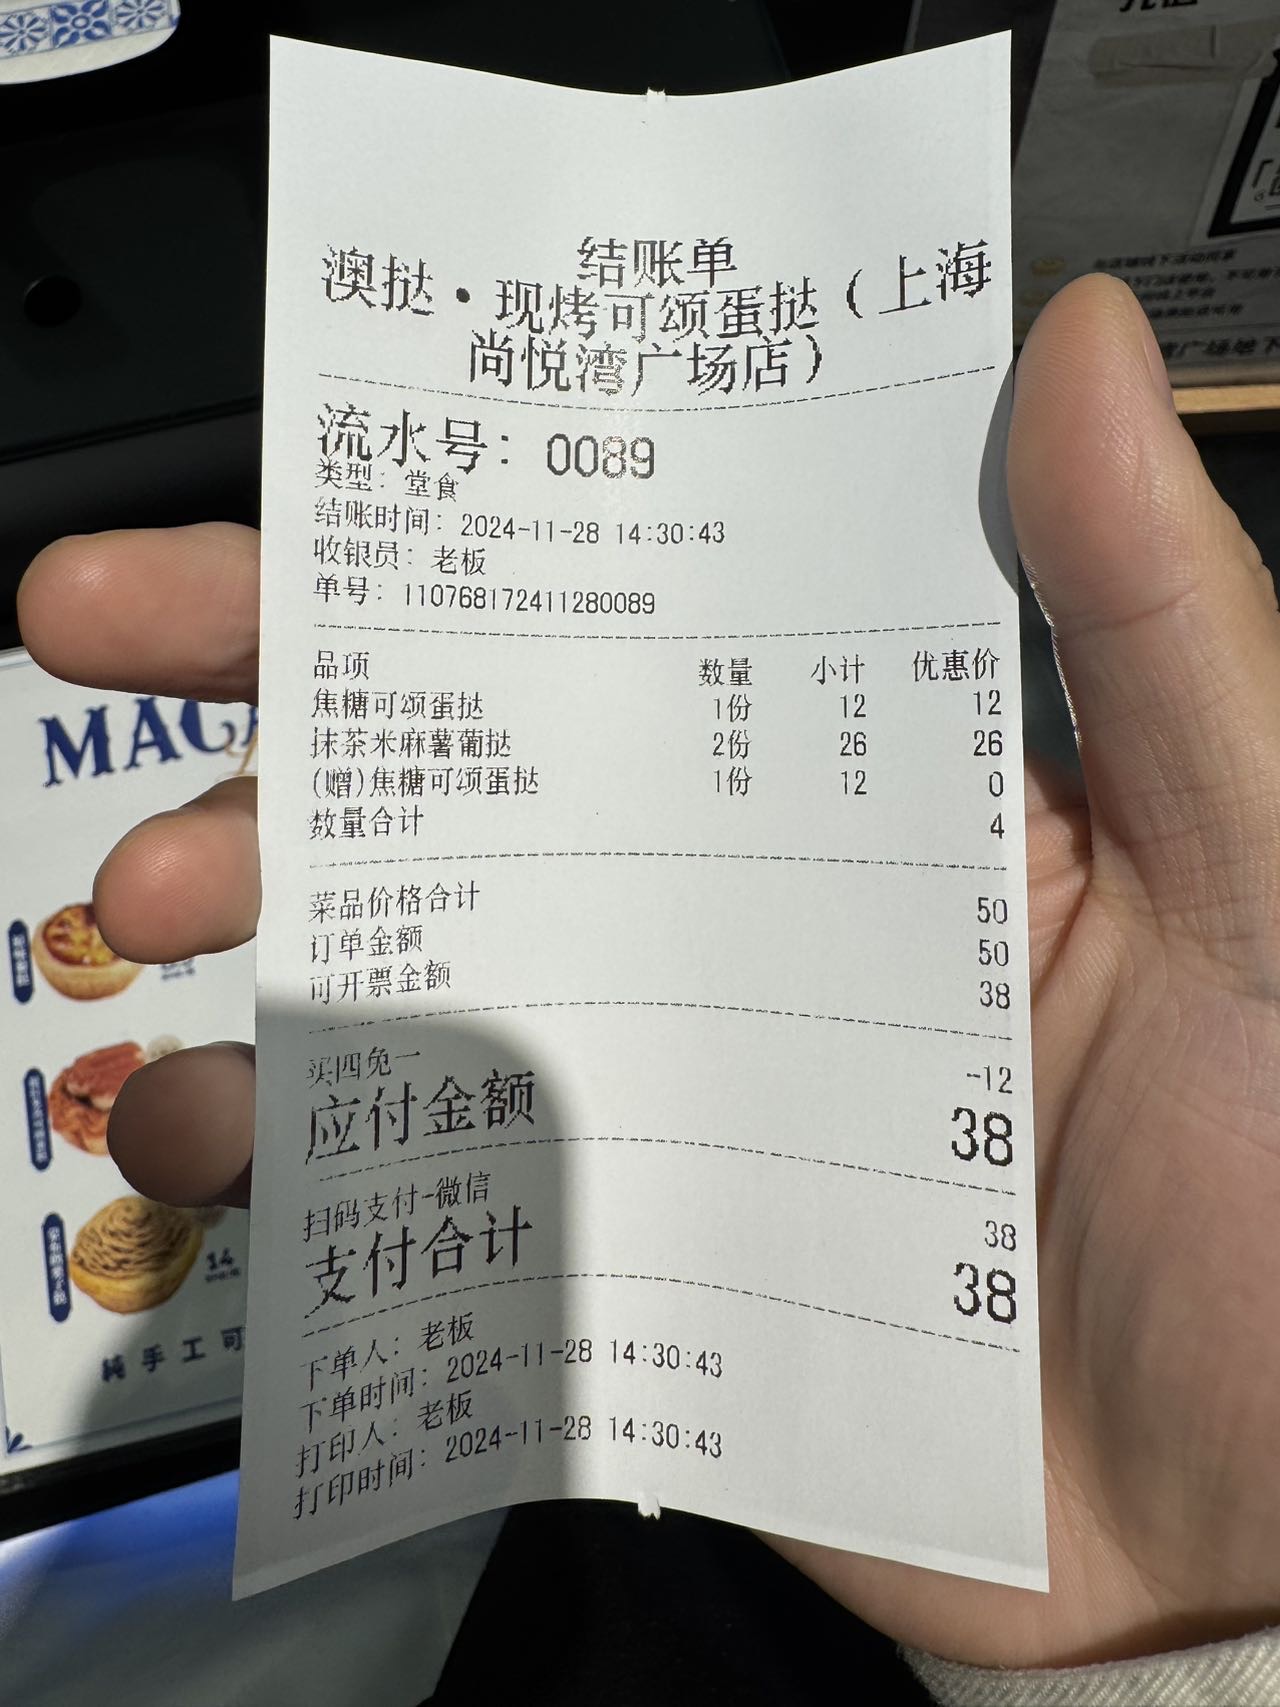 结账单
澳挞·现烤可颂蛋挞（上海
尚悦湾广场店）
流水号：0089
类型：堂食
结账时间：2024-11-28 14:30:43
收银员：老板
单号：110768172411280089
品项 数量 小计 优惠价
焦糖可颂蛋挞 1份 12 12
抹茶米麻薯葡挞 2份 26 26
(赠)焦糖可颂蛋挞 1份 12 0
数量合计 4
菜品价格合计 50
订单金额 50
可开票金额 38
买四免一 -12
应付金额 38
扫码支付-微信 38
支付合计 38
下单人：老板
下单时间：2024-11-28 14:30:43
打印人：老板
打印时间：2024-11-28 14:30:43
14
純手工可